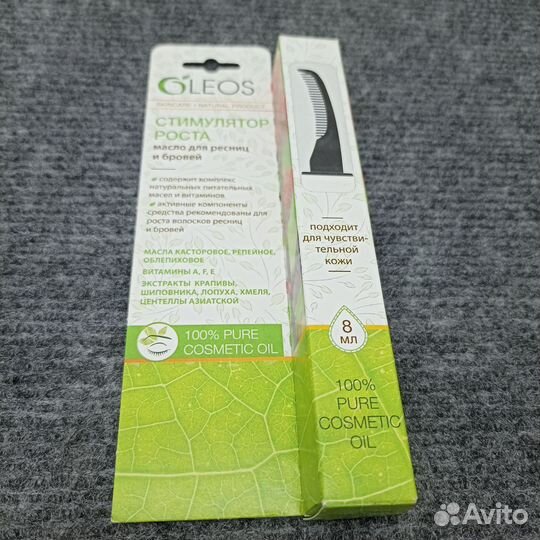 OLEOS
SKINCARE • NATURAL PRODUCT
СТИМУЛЯТОР
РОСТА
масло для ресниц
и бровей
содержит комплекс
натуральных питательных
масел и витаминов
активные компоненты
средства рекомендованы для
роста волосков ресниц
и бровей
МАСЛА КАСТОРОВОЕ, РЕПЕЙНОЕ,
ОБЛЕПИХОВОЕ
ВИТАМИНЫ A, F, E
ЭКСТРАКТЫ КРАПИВЫ,
ШИПОВНИКА, ЛОПУХА, ХМЕЛЯ,
ЦЕНТЕЛЛЫ АЗИАТСКОЙ
100% PURE
COSMETIC OIL
подходит
для чувстви-
тельной
кожи
8
мл
100%
PURE
COSMETIC
OIL
Avito